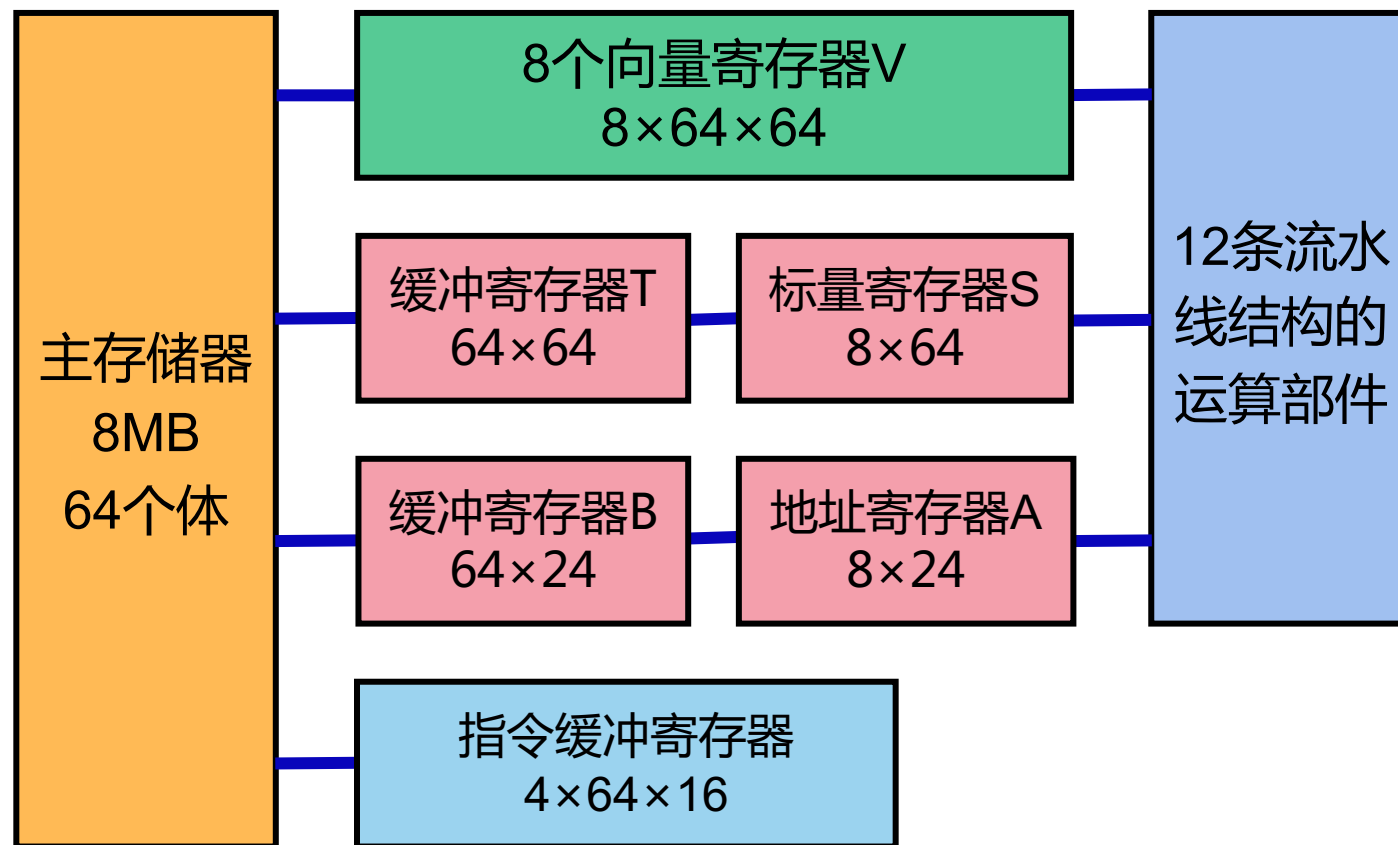 8个向量寄存器V
8×64×64
缓冲寄存器T
64×64
标量寄存器S
8×64
12条流水
线结构的
运算部件
主存储器
8MB
64个体
缓冲寄存器B
64×24
地址寄存器A
8×24
指令缓冲寄存器
4×64×16